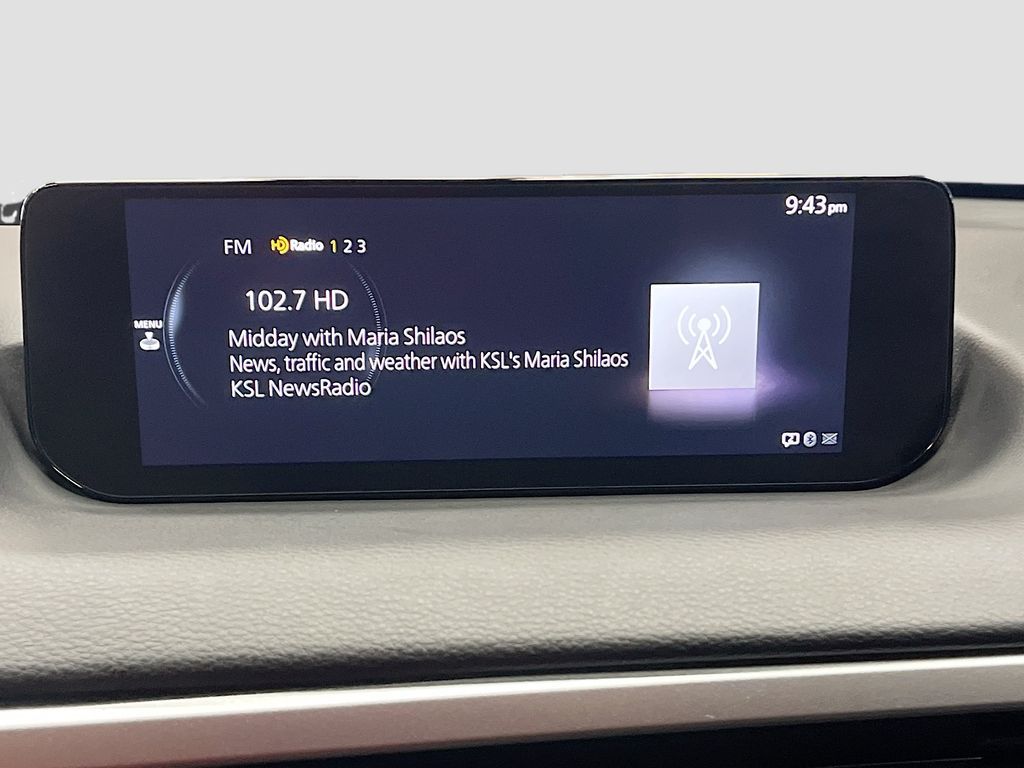 9:43pm
FM HD Radio 1 2 3
102.7 HD
MENU
Midday with Maria Shilaos
News, traffic and weather with KSL's Maria Shilaos
KSL NewsRadio